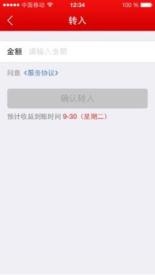 中国移动 12:34 100%
转入
金额 请输入金额
同意《服务协议》
确认转入
预计收益到账时间 9-30（星期二）